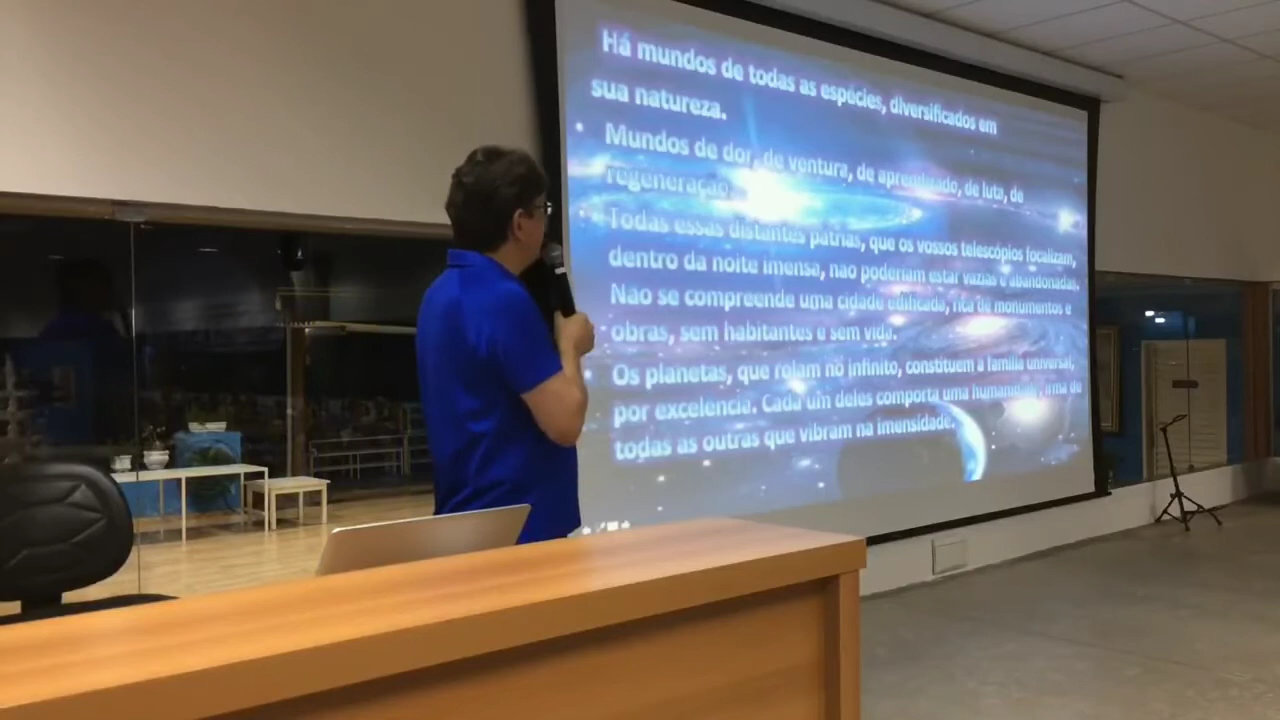 Há mundos de todas as espécies, diversificados em
sua natureza.
• Mundos de dor, de ventura, de aprendizado, de luta, de
regeneração.
• Todas essas distantes pátrias, que os vossos telescópios focalizam,
dentro da noite imensa, nao poderiam estar vazias e abandonadas.
Nao se compreende uma cidade edificada, rica de monumentos e
obras, sem habitantes e sem vida.
• Os planetas, que rolam no infinito, constituem a familia universal,
por excelencia. Cada um deles comporta uma irma de
todas as outras que vibram na imensidade.